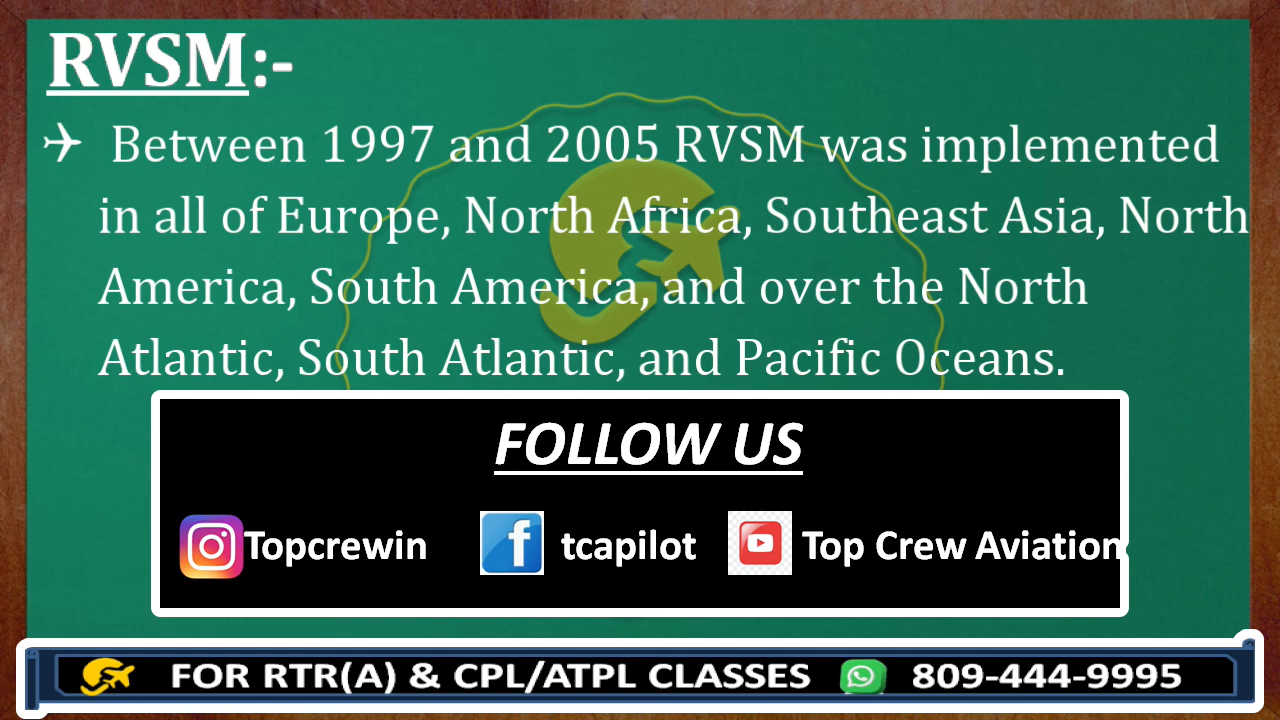 RVSM:-
✈ Between 1997 and 2005 RVSM was implemented
in all of Europe, North Africa, Southeast Asia, North
America, South America, and over the North
Atlantic, South Atlantic, and Pacific Oceans.
FOLLOW US
Topcrewin tcapilot Top Crew Aviation
FOR RTR(A) & CPL/ATPL CLASSES 809-444-9995